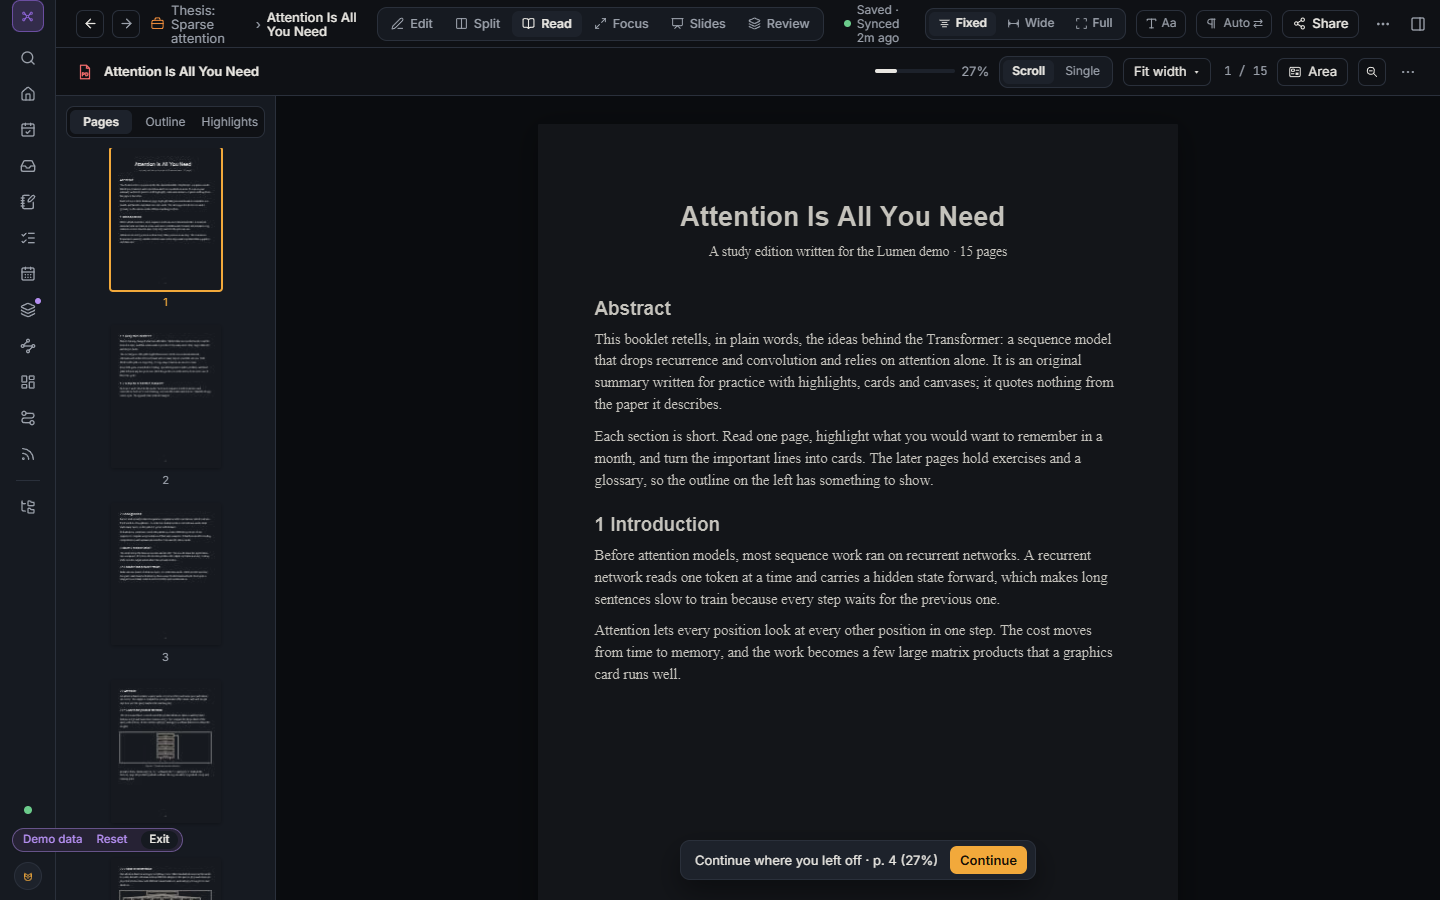 Thesis: Sparse attention › Attention Is All You Need
Edit Split Read Focus Slides Review
Saved · Synced 2m ago
Fixed Wide Full
Aa
Auto
Share
Attention Is All You Need
27%
Scroll Single
Fit width
1 / 15
Area
Pages Outline Highlights
Attention Is All You Need
1
2
3
Attention Is All You Need
A study edition written for the Lumen demo · 15 pages
Abstract
This booklet retells, in plain words, the ideas behind the Transformer: a sequence model
that drops recurrence and convolution and relies on attention alone. It is an original
summary written for practice with highlights, cards and canvases; it quotes nothing from
the paper it describes.
Each section is short. Read one page, highlight what you would want to remember in a
month, and turn the important lines into cards. The later pages hold exercises and a
glossary, so the outline on the left has something to show.
1 Introduction
Before attention models, most sequence work ran on recurrent networks. A recurrent
network reads one token at a time and carries a hidden state forward, which makes long
sentences slow to train because every step waits for the previous one.
Attention lets every position look at every other position in one step. The cost moves
from time to memory, and the work becomes a few large matrix products that a graphics
card runs well.
Demo data Reset Exit
Continue where you left off · p. 4 (27%) Continue